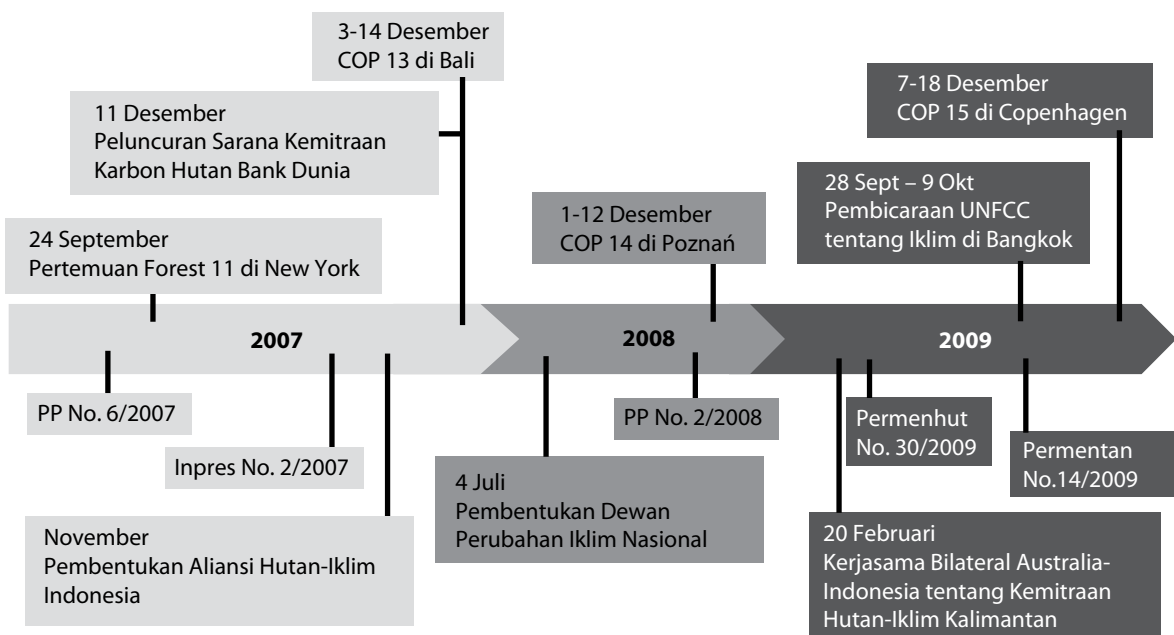 3-14 Desember
COP 13 di Bali
11 Desember
Peluncuran Sarana Kemitraan
Karbon Hutan Bank Dunia
24 September
Pertemuan Forest 11 di New York
1-12 Desember
COP 14 di Poznań
7-18 Desember
COP 15 di Copenhagen
28 Sept – 9 Okt
Pembicaraan UNFCC
tentang Iklim di Bangkok
2007
2008
2009
PP No. 6/2007
Inpres No. 2/2007
November
Pembentukan Aliansi Hutan-Iklim
Indonesia
4 Juli
Pembentukan Dewan
Perubahan Iklim Nasional
PP No. 2/2008
Permenhut
No. 30/2009
Permentan
No.14/2009
20 Februari
Kerjasama Bilateral Australia-
Indonesia tentang Kemitraan
Hutan-Iklim Kalimantan